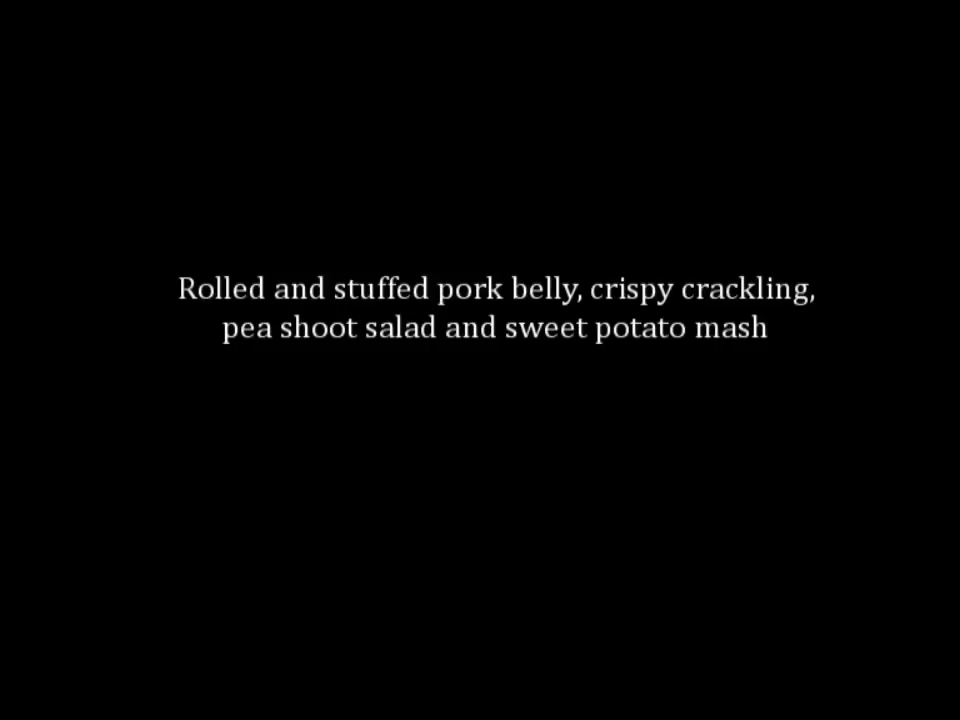 Rolled and stuffed pork belly, crispy crackling,
pea shoot salad and sweet potato mash